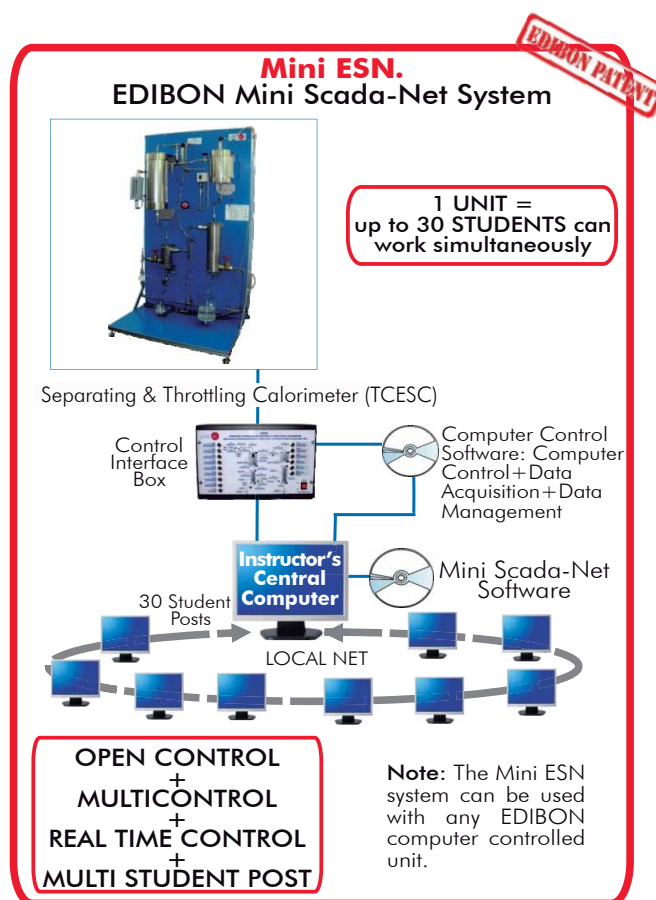 EDIBON PATENT
Mini ESN.
EDIBON Mini Scada-Net System
1 UNIT =
up to 30 STUDENTS can
work simultaneously
Separating & Throttling Calorimeter (TCESC)
Control
Interface
Box
Computer Control
Software: Computer
Control+Data
Acquisition+Data
Management
Instructor's
Central
Computer
Mini Scada-Net
Software
30 Student
Posts
LOCAL NET
OPEN CONTROL
+
MULTICONTROL
+
REAL TIME CONTROL
+
MULTI STUDENT POST
Note: The Mini ESN
system can be used
with any EDIBON
computer controlled
unit.